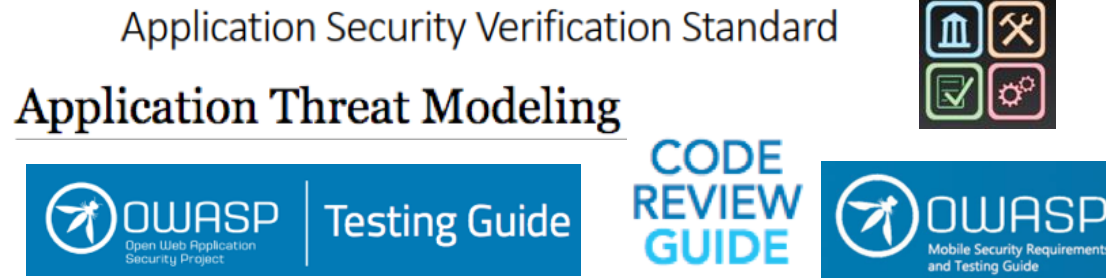 Application Security Verification Standard
Application Threat Modeling
OWASP
Open Web Application
Security Project
Testing Guide
CODE
REVIEW
GUIDE
OWASP
Mobile Security Requirements
and Testing Guide